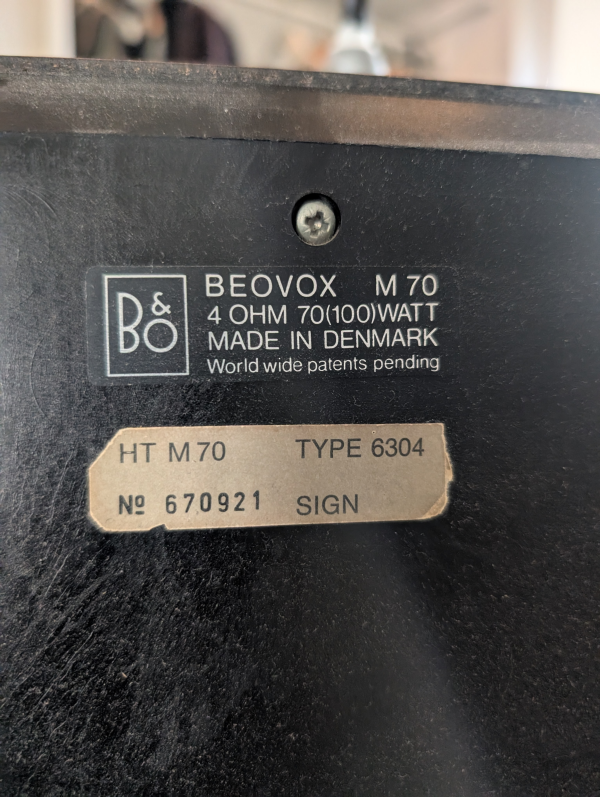 B&O
BEOVOX M 70
4 OHM 70(100)WATT
MADE IN DENMARK
World wide patents pending
HT M 70 TYPE 6304
Nº 670921 SIGN